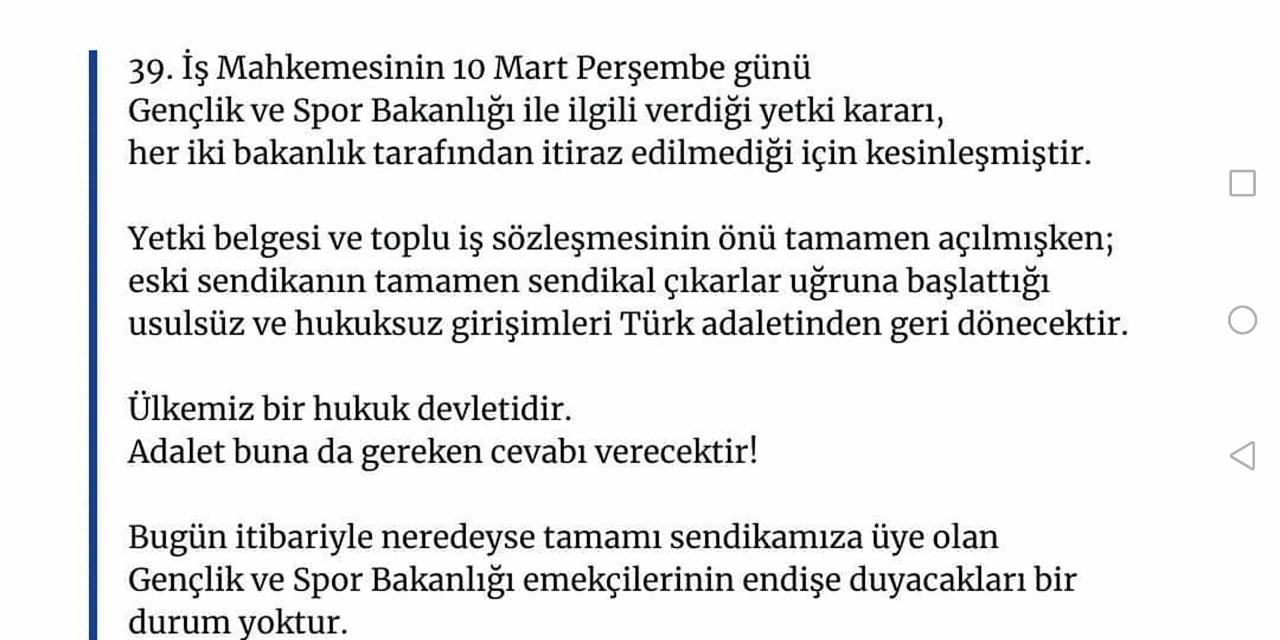 39. İş Mahkemesinin 10 Mart Perşembe günü
Gençlik ve Spor Bakanlığı ile ilgili verdiği yetki kararı,
her iki bakanlık tarafından itiraz edilmediği için kesinleşmiştir.
Yetki belgesi ve toplu iş sözleşmesinin önü tamamen açılmışken;
eski sendikanın tamamen sendikal çıkarlar uğruna başlattığı
usulsüz ve hukuksuz girişimleri Türk adaletinden geri dönecektir.
Ülkemiz bir hukuk devletidir.
Adalet buna da gereken cevabı verecektir!
Bugün itibariyle neredeyse tamamı sendikamıza üye olan
Gençlik ve Spor Bakanlığı emekçilerinin endişe duyacakları bir
durum yoktur.